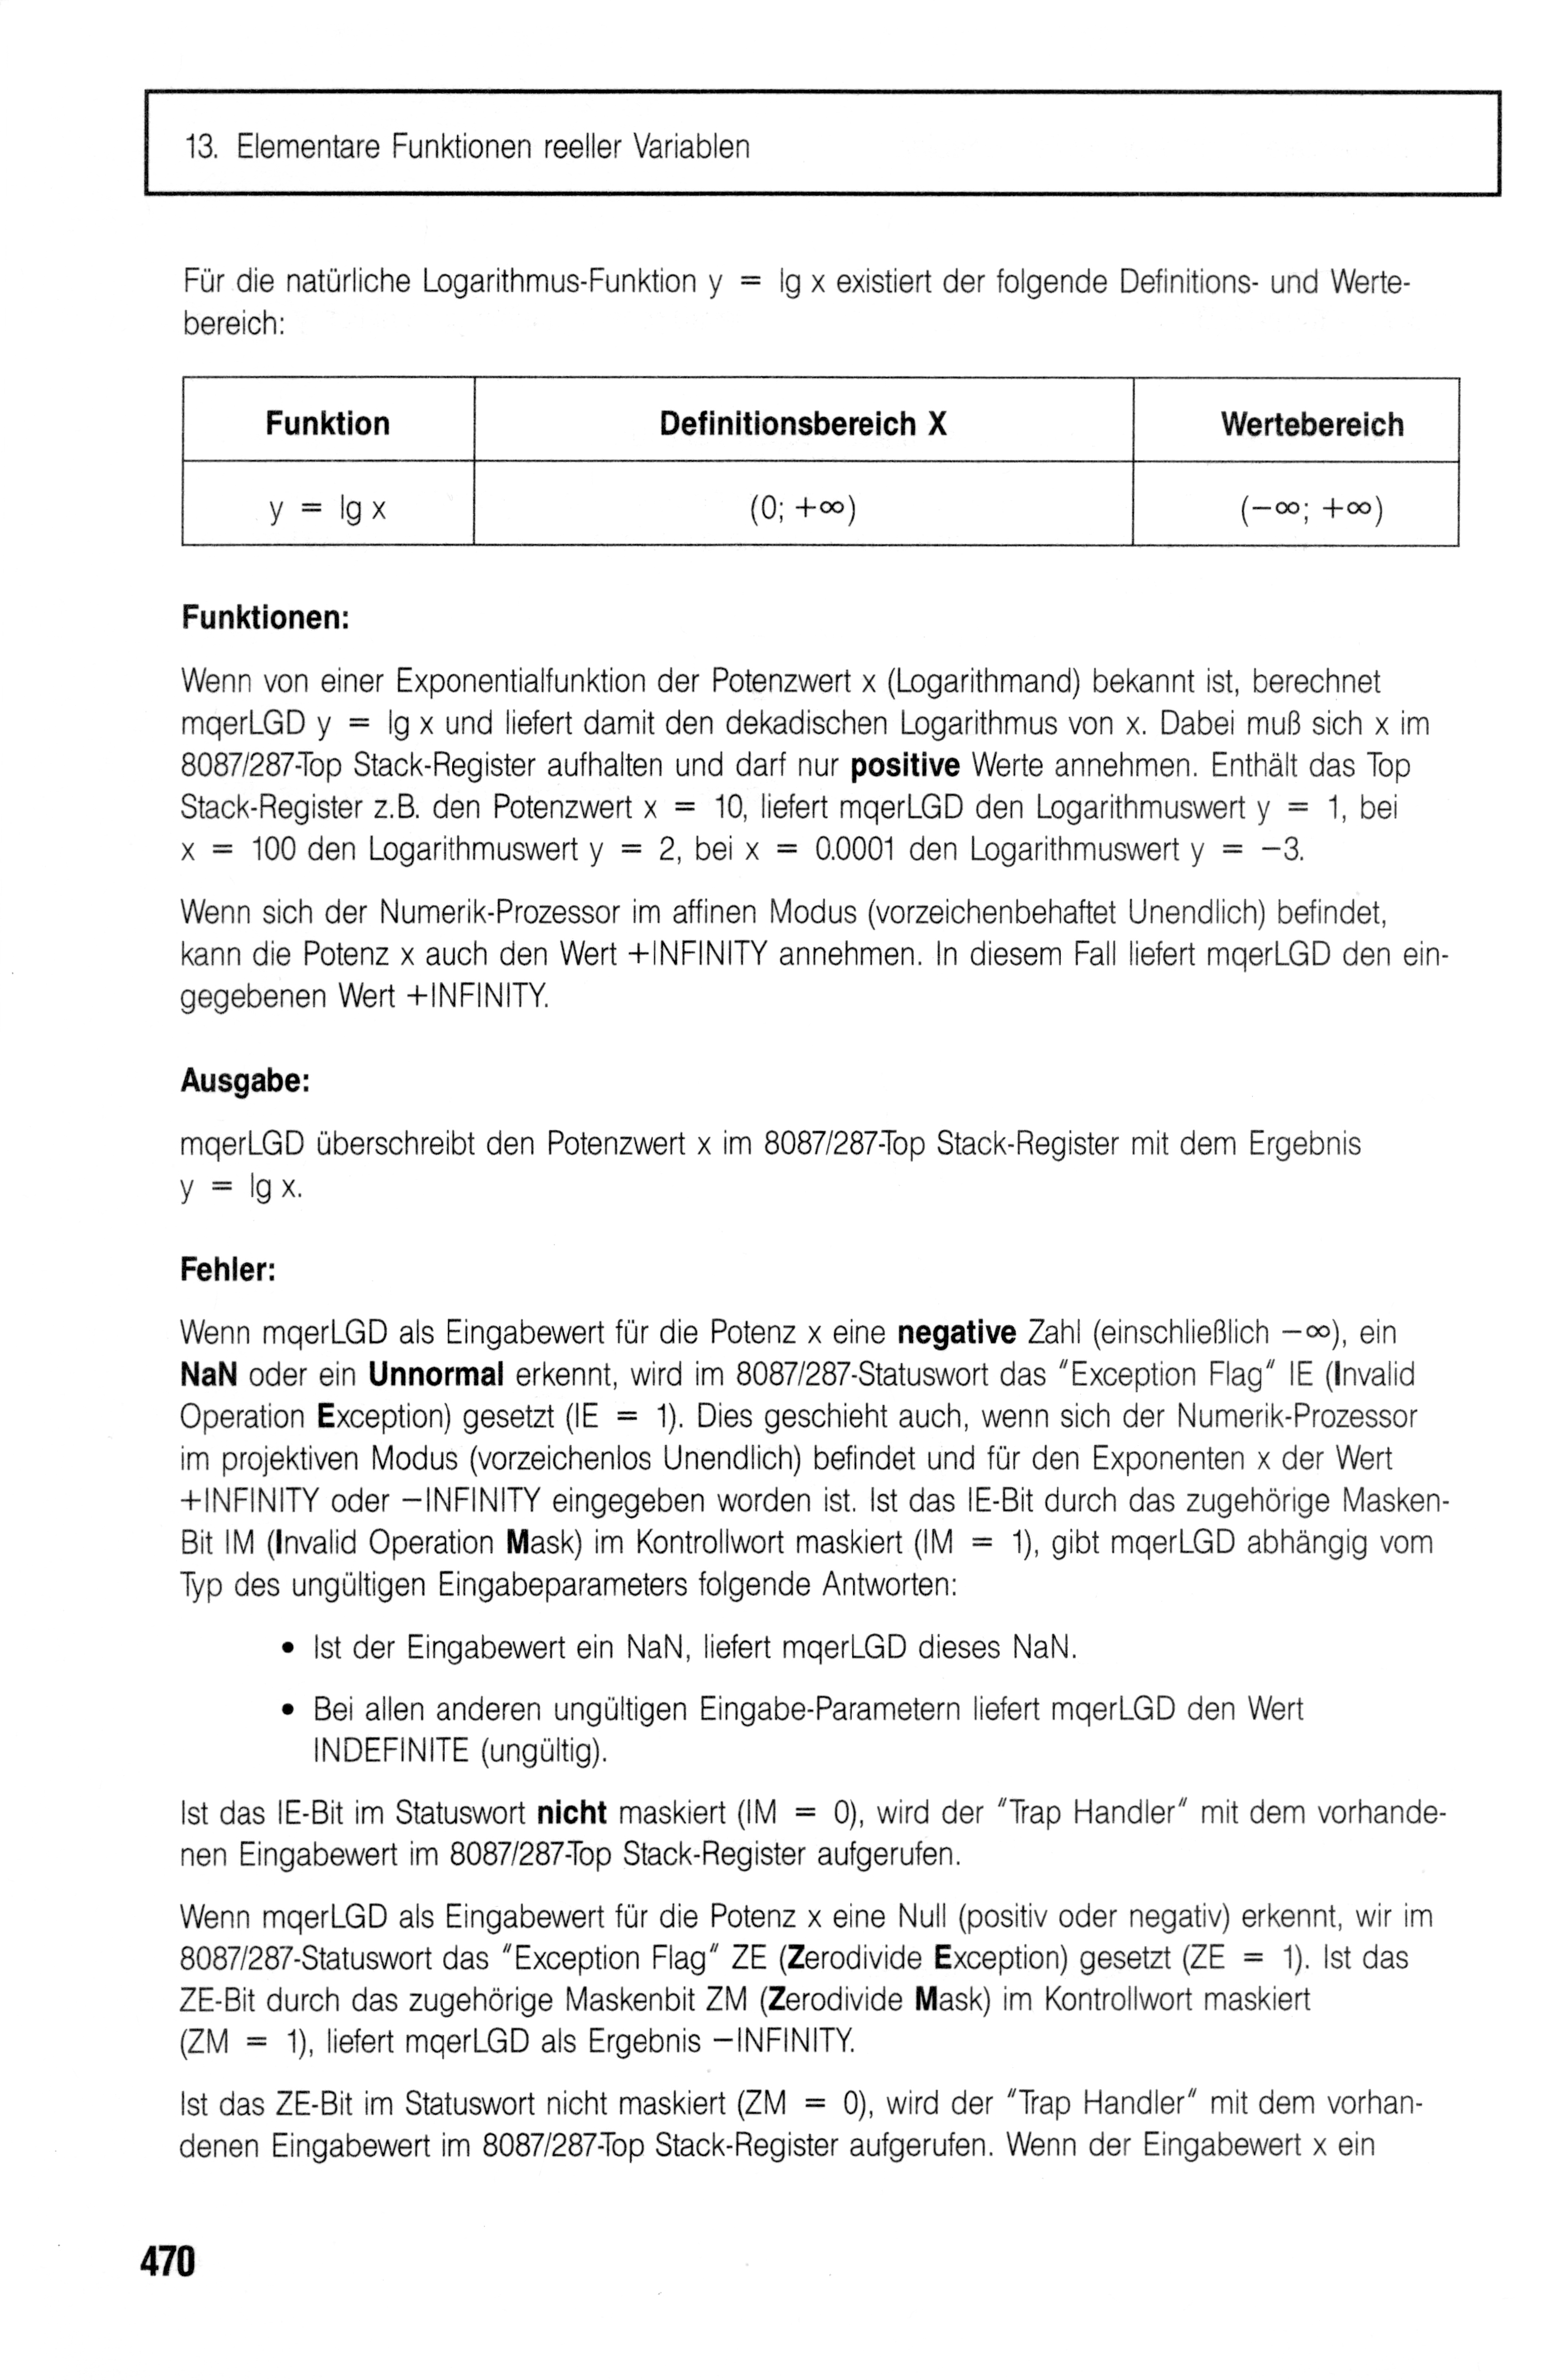 13. Elementare Funktionen reeller Variablen
Für die natürliche Logarithmus-Funktion y = lg x existiert der folgende Definitions- und Werte-
bereich:
Funktion Definitionsbereich X Wertebereich
y = lg x (0; +∞) (−∞; +∞)
Funktionen:
Wenn von einer Exponentialfunktion der Potenzwert x (Logarithmand) bekannt ist, berechnet
mqerLGD y = lg x und liefert damit den dekadischen Logarithmus von x. Dabei muß sich x im
8087/287-Top Stack-Register aufhalten und darf nur positive Werte annehmen. Enthält das Top
Stack-Register z.B. den Potenzwert x = 10, liefert mqerLGD den Logarithmuswert y = 1, bei
x = 100 den Logarithmuswert y = 2, bei x = 0.0001 den Logarithmuswert y = −3.
Wenn sich der Numerik-Prozessor im affinen Modus (vorzeichenbehaftet Unendlich) befindet,
kann die Potenz x auch den Wert +INFINITY annehmen. In diesem Fall liefert mqerLGD den ein-
gegebenen Wert +INFINITY.
Ausgabe:
mqerLGD überschreibt den Potenzwert x im 8087/287-Top Stack-Register mit dem Ergebnis
y = lg x.
Fehler:
Wenn mqerLGD als Eingabewert für die Potenz x eine negative Zahl (einschließlich −∞), ein
NaN oder ein Unnormal erkennt, wird im 8087/287-Statuswort das "Exception Flag" IE (Invalid
Operation Exception) gesetzt (IE = 1). Dies geschieht auch, wenn sich der Numerik-Prozessor
im projektiven Modus (vorzeichenlos Unendlich) befindet und für den Exponenten x der Wert
+INFINITY oder −INFINITY eingegeben worden ist. Ist das IE-Bit durch das zugehörige Masken-
Bit IM (Invalid Operation Mask) im Kontrollwort maskiert (IM = 1), gibt mqerLGD abhängig vom
Typ des ungültigen Eingabeparameters folgende Antworten:
• Ist der Eingabewert ein NaN, liefert mqerLGD dieses NaN.
• Bei allen anderen ungültigen Eingabe-Parametern liefert mqerLGD den Wert
INDEFINITE (ungültig).
Ist das IE-Bit im Statuswort nicht maskiert (IM = 0), wird der "Trap Handler" mit dem vorhande-
nen Eingabewert im 8087/287-Top Stack-Register aufgerufen.
Wenn mqerLGD als Eingabewert für die Potenz x eine Null (positiv oder negativ) erkennt, wir im
8087/287-Statuswort das "Exception Flag" ZE (Zerodivide Exception) gesetzt (ZE = 1). Ist das
ZE-Bit durch das zugehörige Maskenbit ZM (Zerodivide Mask) im Kontrollwort maskiert
(ZM = 1), liefert mqerLGD als Ergebnis −INFINITY.
Ist das ZE-Bit im Statuswort nicht maskiert (ZM = 0), wird der "Trap Handler" mit dem vorhan-
denen Eingabewert im 8087/287-Top Stack-Register aufgerufen. Wenn der Eingabewert x ein
470